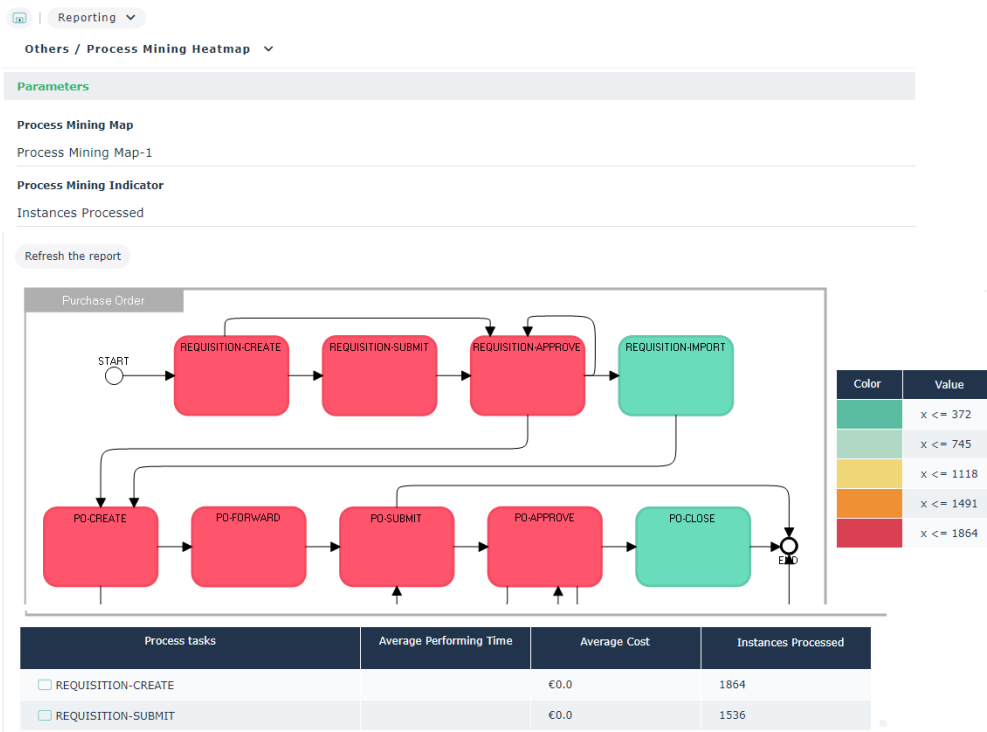 Reporting
Others / Process Mining Heatmap
Parameters
Process Mining Map
Process Mining Map-1
Process Mining Indicator
Instances Processed
Refresh the report
Purchase Order
START
REQUISITION-CREATE
REQUISITION-SUBMIT
REQUISITION-APPROVE
REQUISITION-IMPORT
PO-CREATE
PO-FORWARD
PO-SUBMIT
PO-APPROVE
PO-CLOSE
END
Color Value
x <= 372
x <= 745
x <= 1118
x <= 1491
x <= 1864
Process tasks Average Performing Time Average Cost Instances Processed
REQUISITION-CREATE €0.0 1864
REQUISITION-SUBMIT €0.0 1536